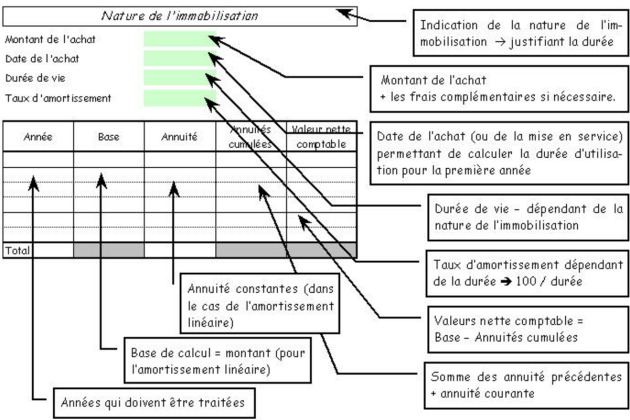 Nature de l'immobilisation
Montant de l'achat
Date de l'achat
Durée de vie
Taux d'amortissement
Année
Base
Annuité
Annuités
cumulées
Valeur nette
comptable
Total
Indication de la nature de l'im-
mobilisation → justifiant la durée
Montant de l'achat
+ les frais complémentaires si nécessaire.
Date de l'achat (ou de la mise en service)
permettant de calculer la durée d'utilisa-
tion pour la première année
Durée de vie – dépendant de la
nature de l'immobilisation
Taux d'amortissement dépendant
de la durée ➔ 100 / durée
Valeurs nette comptable =
Base – Annuités cumulées
Somme des annuité précédentes
+ annuité courante
Annuité constantes (dans
le cas de l'amortissement
linéaire)
Base de calcul = montant (pour
l'amortissement linéaire)
Années qui doivent être traitées